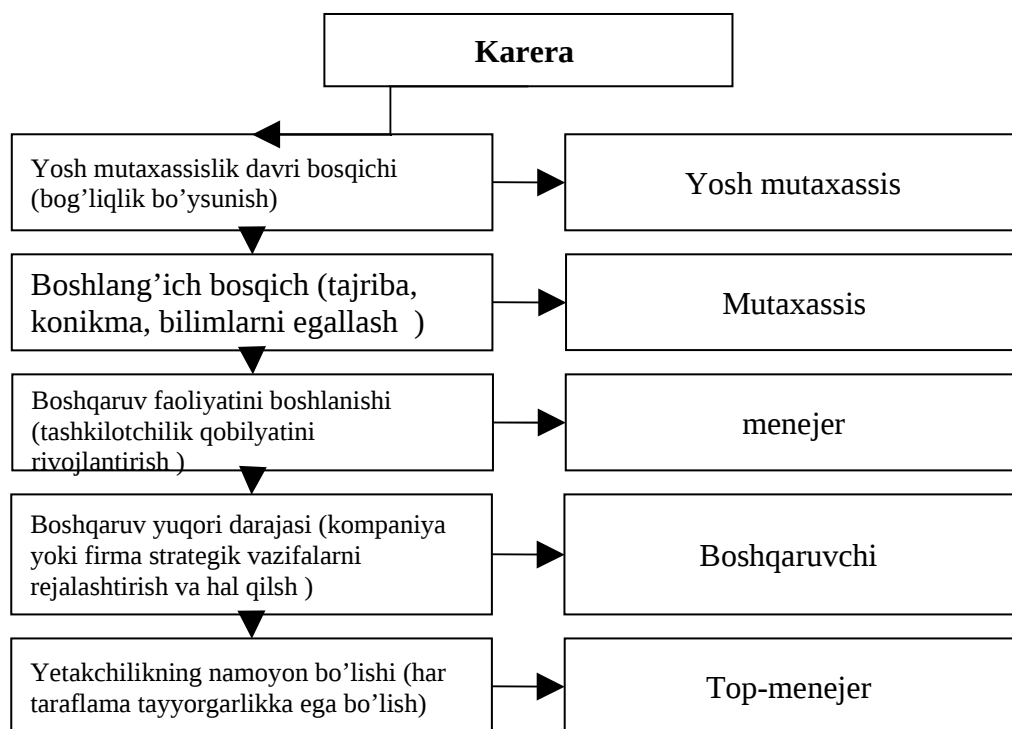 Karera
Yosh mutaxassislik davri bosqichi
(bog’liqlik bo’ysunish)
Yosh mutaxassis
Boshlang’ich bosqich (tajriba,
konikma, bilimlarni egallash )
Mutaxassis
Boshqaruv faoliyatini boshlanishi
(tashkilotchilik qobilyatini
rivojlantirish )
menejer
Boshqaruv yuqori darajasi (kompaniya
yoki firma strategik vazifalarni
rejalashtirish va hal qilsh )
Boshqaruvchi
Yetakchilikning namoyon bo’lishi (har
taraflama tayyorgarlikka ega bo’lish)
Top-menejer